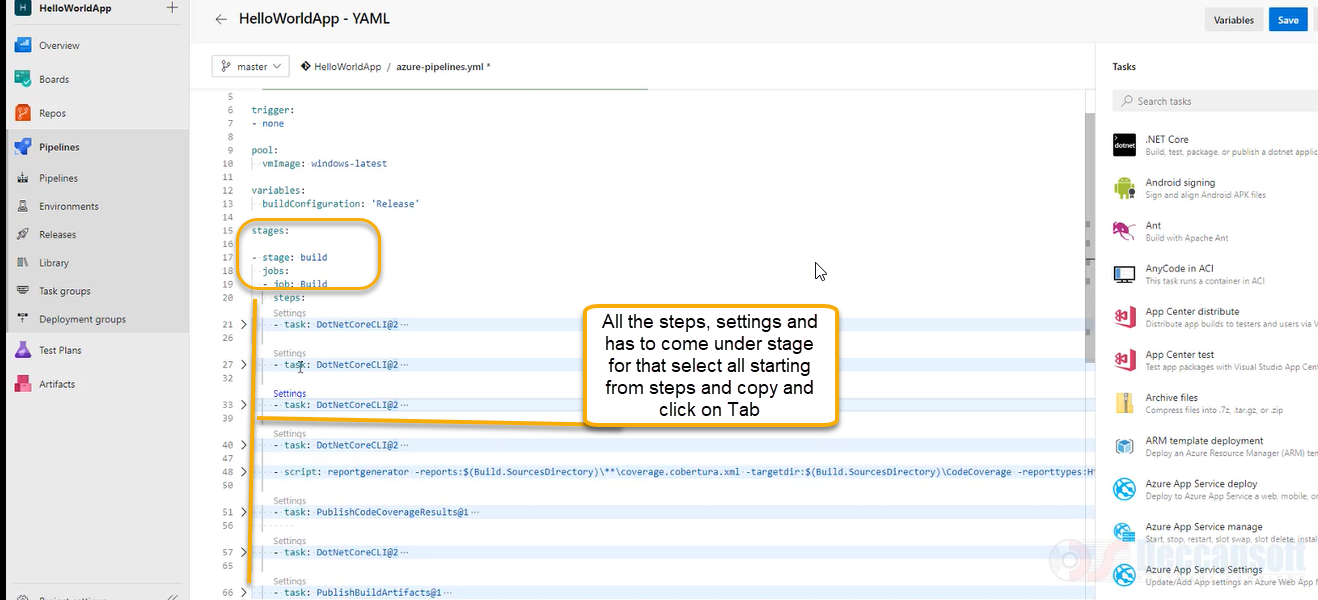 H HelloWorldApp +
Overview
Boards
Repos
Pipelines
Pipelines
Environments
Releases
Library
Task groups
Deployment groups
Test Plans
Artifacts
HelloWorldApp - YAML
Variables
Save
master
HelloWorldApp / azure-pipelines.yml *
5
6 trigger:
7 - none
8
9 pool:
10 vmImage: windows-latest
11
12 variables:
13 buildConfiguration: 'Release'
14
15 stages:
16
17 - stage: build
18 jobs:
19 - job: Build
20 steps:
Settings
21 - task: DotNetCoreCLI@2 ···
26
Settings
27 - task: DotNetCoreCLI@2 ···
32
Settings
33 - task: DotNetCoreCLI@2 ···
39
Settings
40 - task: DotNetCoreCLI@2 ···
47
48 - script: reportgenerator -reports:$(Build.SourcesDirectory)\**\coverage.cobertura.xml -targetdir:$(Build.SourcesDirectory)\CodeCoverage -reporttypes:H
50
Settings
51 - task: PublishCodeCoverageResults@1 ···
56
Settings
57 - task: DotNetCoreCLI@2 ···
65
Settings
66 - task: PublishBuildArtifacts@1 ···
All the steps, settings and
has to come under stage
for that select all starting
from steps and copy and
click on Tab
Tasks
Search tasks
dotnet
.NET Core
Build, test, package, or publish a dotnet applic
Android signing
Sign and align Android APK files
Ant
Build with Apache Ant
AnyCode in ACI
This task runs a container in ACI
App Center distribute
Distribute app builds to testers and users via V
App Center test
Test app packages with Visual Studio App Cen
Archive files
Compress files into .7z, .tar.gz, or .zip
ARM template deployment
Deploy an Azure Resource Manager (ARM) tem
Azure App Service deploy
Deploy to Azure App Service a web, mobile, or
Azure App Service manage
Start, stop, restart, slot swap, slot delete, instal
Azure App Service Settings
Update/Add App settings an Azure Web App f
Deccansoft